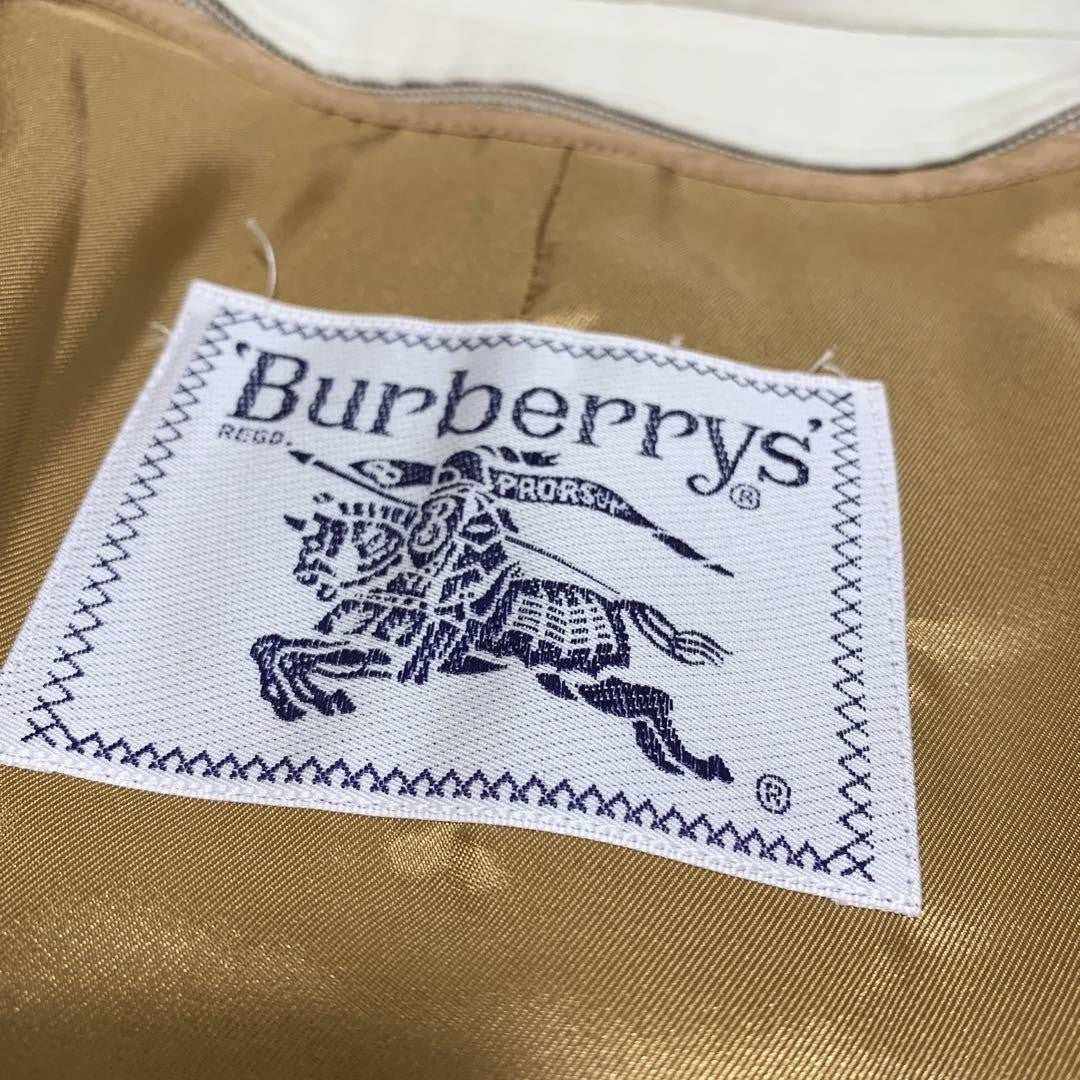 'Burberrys'
REGD.
®
PRORSUM
®